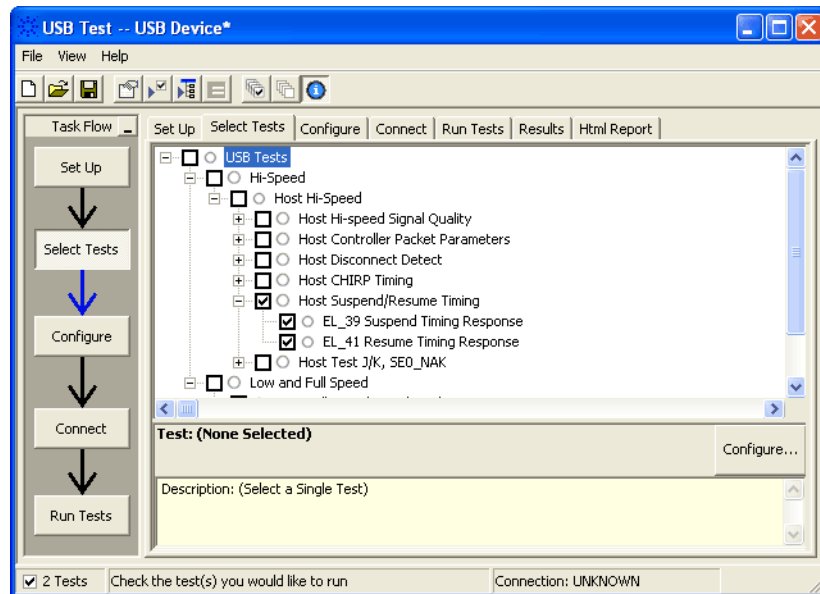 USB Test -- USB Device*
File View Help
Task Flow
Set Up Select Tests Configure Connect Run Tests Results Html Report
Set Up
Select Tests
Configure
Connect
Run Tests
USB Tests
Hi-Speed
Host Hi-Speed
Host Hi-speed Signal Quality
Host Controller Packet Parameters
Host Disconnect Detect
Host CHIRP Timing
Host Suspend/Resume Timing
EL_39 Suspend Timing Response
EL_41 Resume Timing Response
Host Test J/K, SE0_NAK
Low and Full Speed
Test: (None Selected)
Configure...
Description: (Select a Single Test)
2 Tests Check the test(s) you would like to run Connection: UNKNOWN